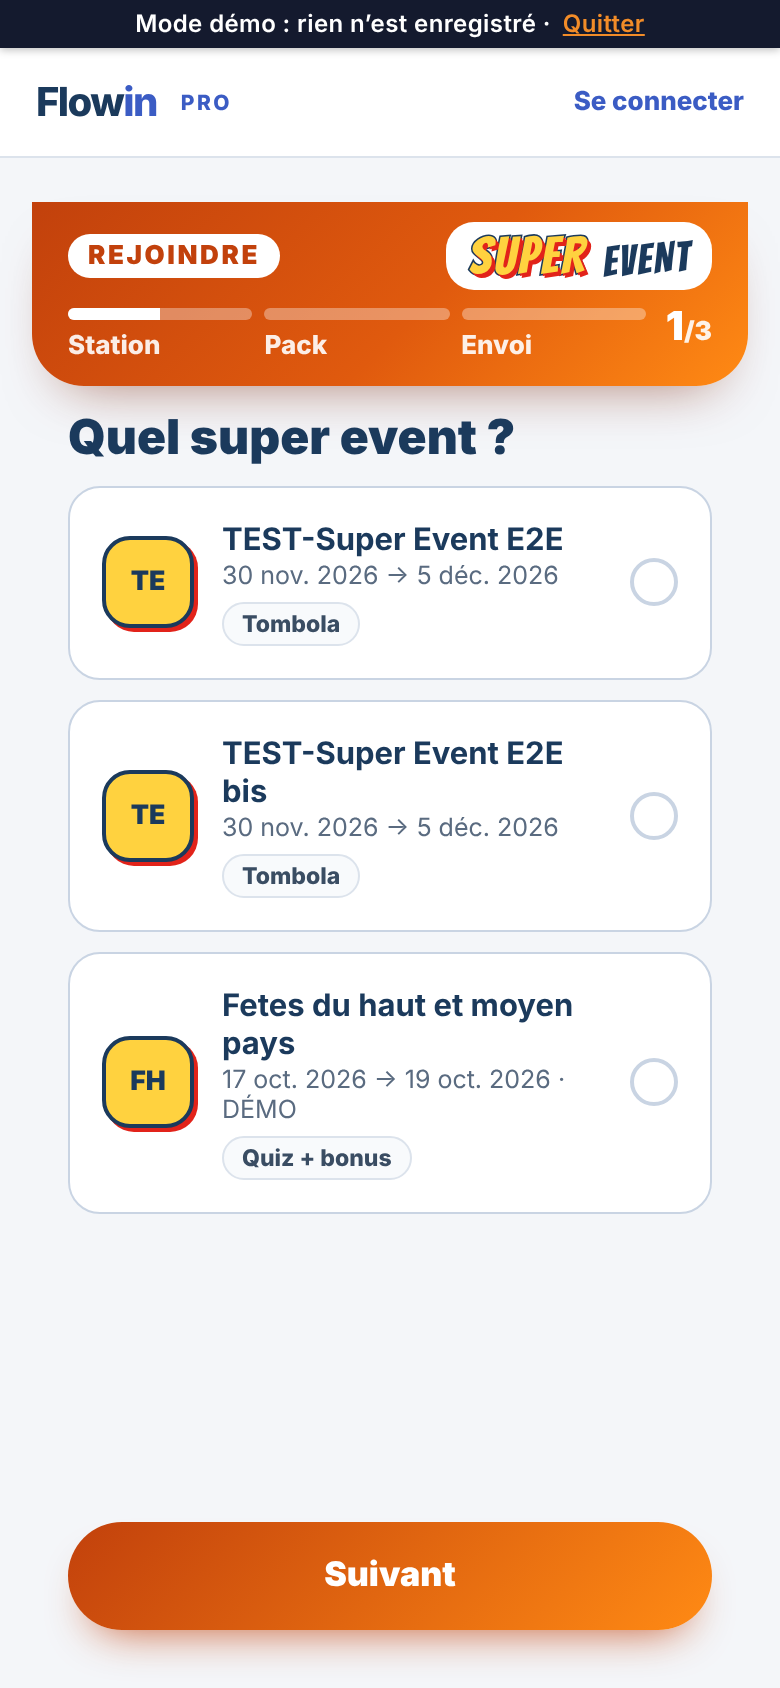 Mode démo : rien n’est enregistré · Quitter
Flowin PRO
Se connecter
REJOINDRE
SUPER EVENT
Station
Pack
Envoi
1/3
Quel super event ?
TE
TEST-Super Event E2E
30 nov. 2026 → 5 déc. 2026
Tombola
TE
TEST-Super Event E2E
bis
30 nov. 2026 → 5 déc. 2026
Tombola
FH
Fetes du haut et moyen
pays
17 oct. 2026 → 19 oct. 2026 ·
DÉMO
Quiz + bonus
Suivant